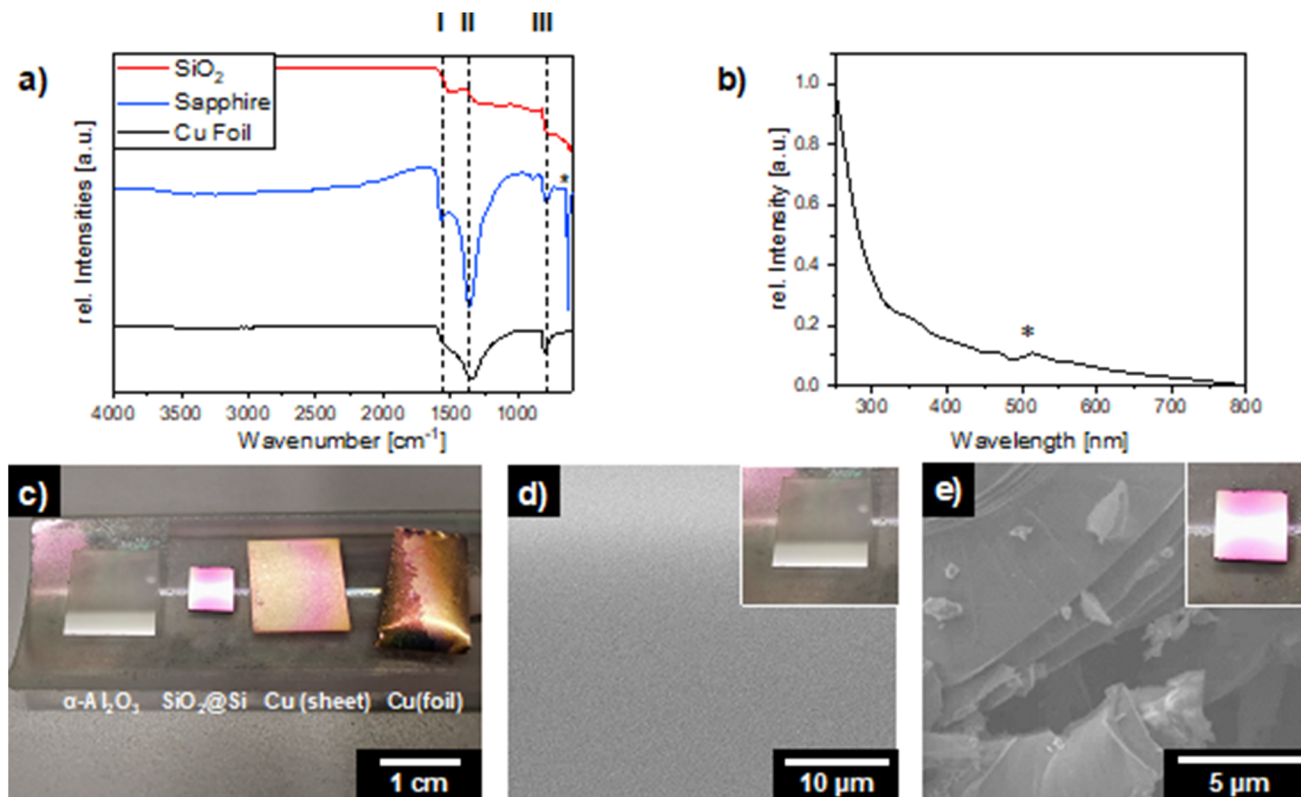 I II III
a)
SiO₂
Sapphire
Cu Foil
*
rel. Intensities [a.u.]
4000 3500 3000 2500 2000 1500 1000
Wavenumber [cm⁻¹]
b)
1.0
0.8
0.6
0.4
0.2
0.0
*
rel. Intensity [a.u.]
300 400 500 600 700 800
Wavelength [nm]
c)
α-Al₂O₃ SiO₂@Si Cu (sheet) Cu(foil)
1 cm
d)
10 µm
e)
5 µm